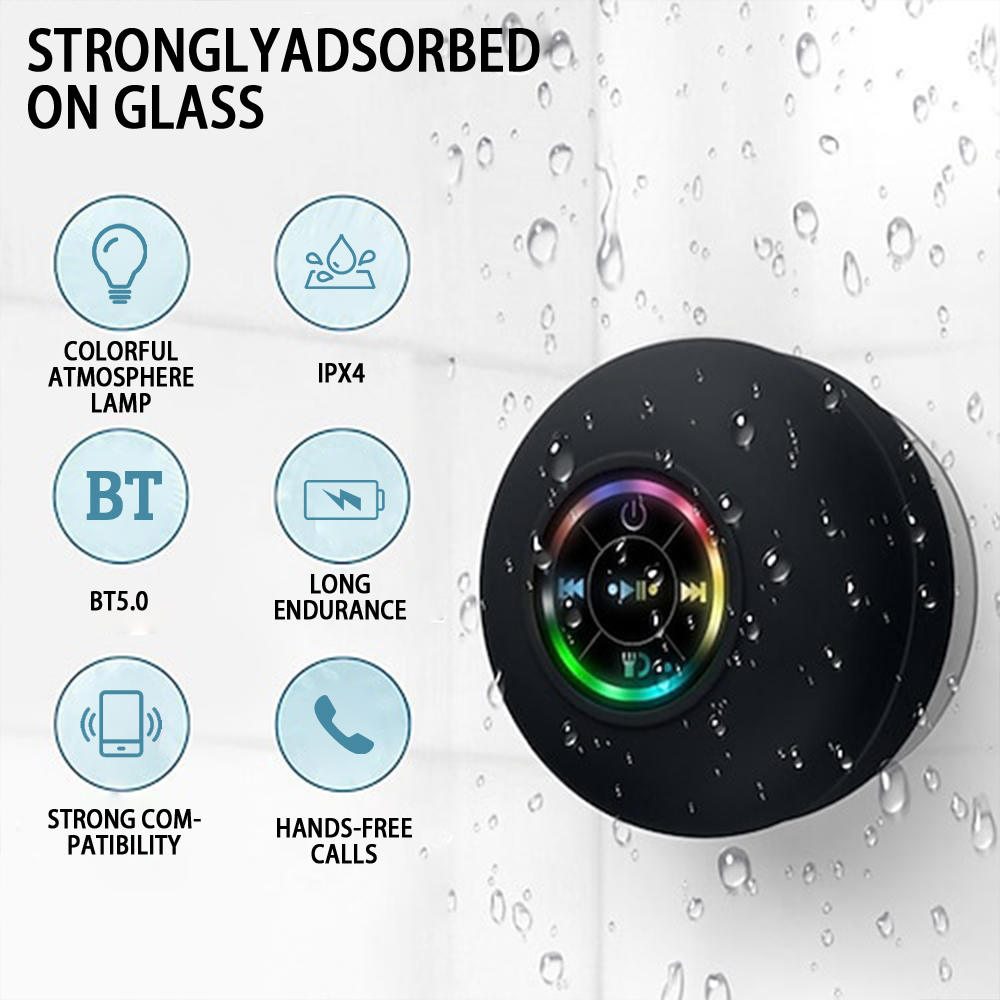 STRONGLYADSORBED
ON GLASS
COLORFUL
ATMOSPHERE
LAMP
IPX4
BT
BT5.0
LONG
ENDURANCE
STRONG COM-
PATIBILITY
HANDS-FREE
CALLS